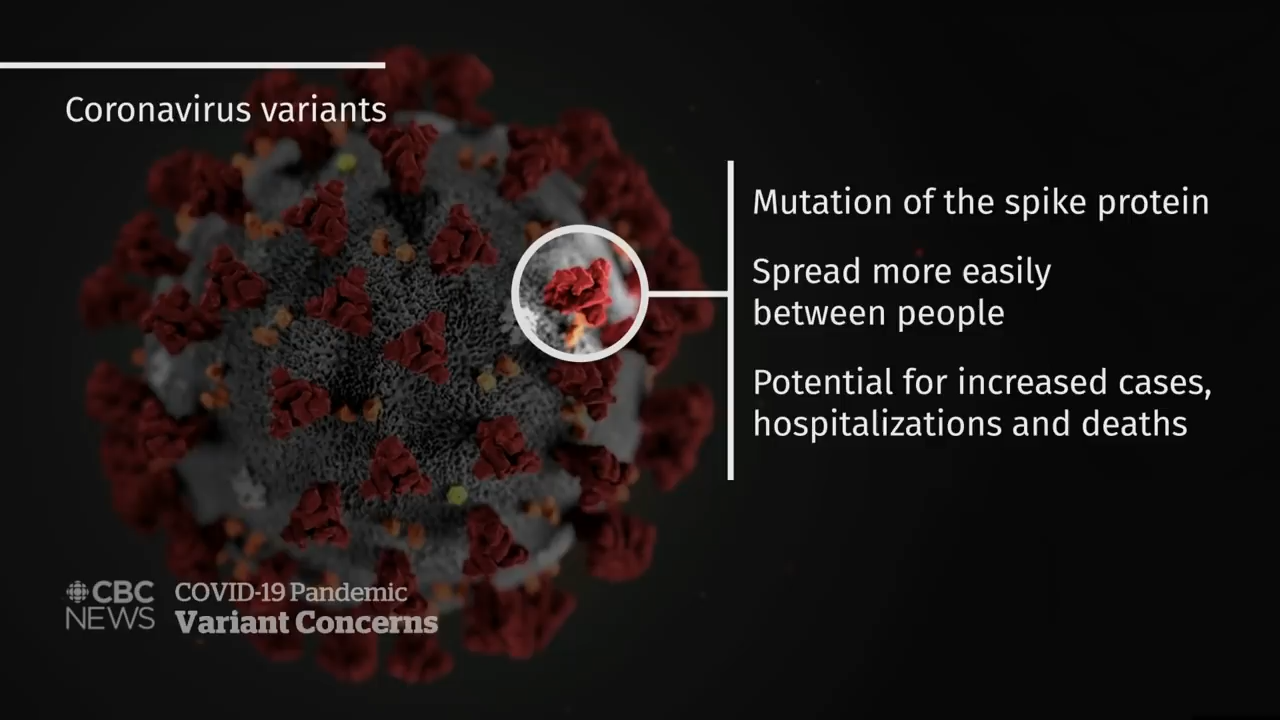 Coronavirus variants
Mutation of the spike protein
Spread more easily
between people
Potential for increased cases,
hospitalizations and deaths
CBC
NEWS
COVID-19 Pandemic
Variant Concerns